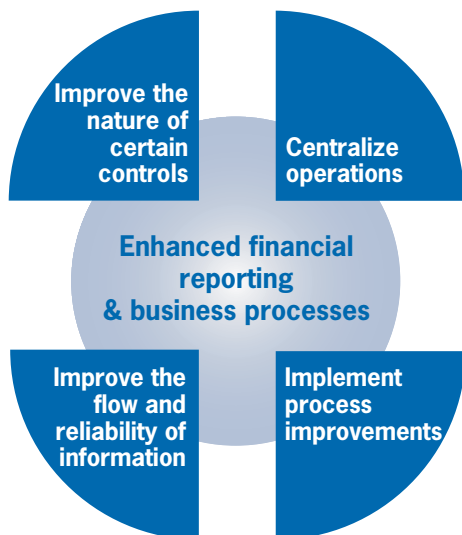 Improve the
nature of
certain
controls
Centralize
operations
Enhanced financial
reporting
& business processes
Improve the
flow and
reliability of
information
Implement
process
improvements